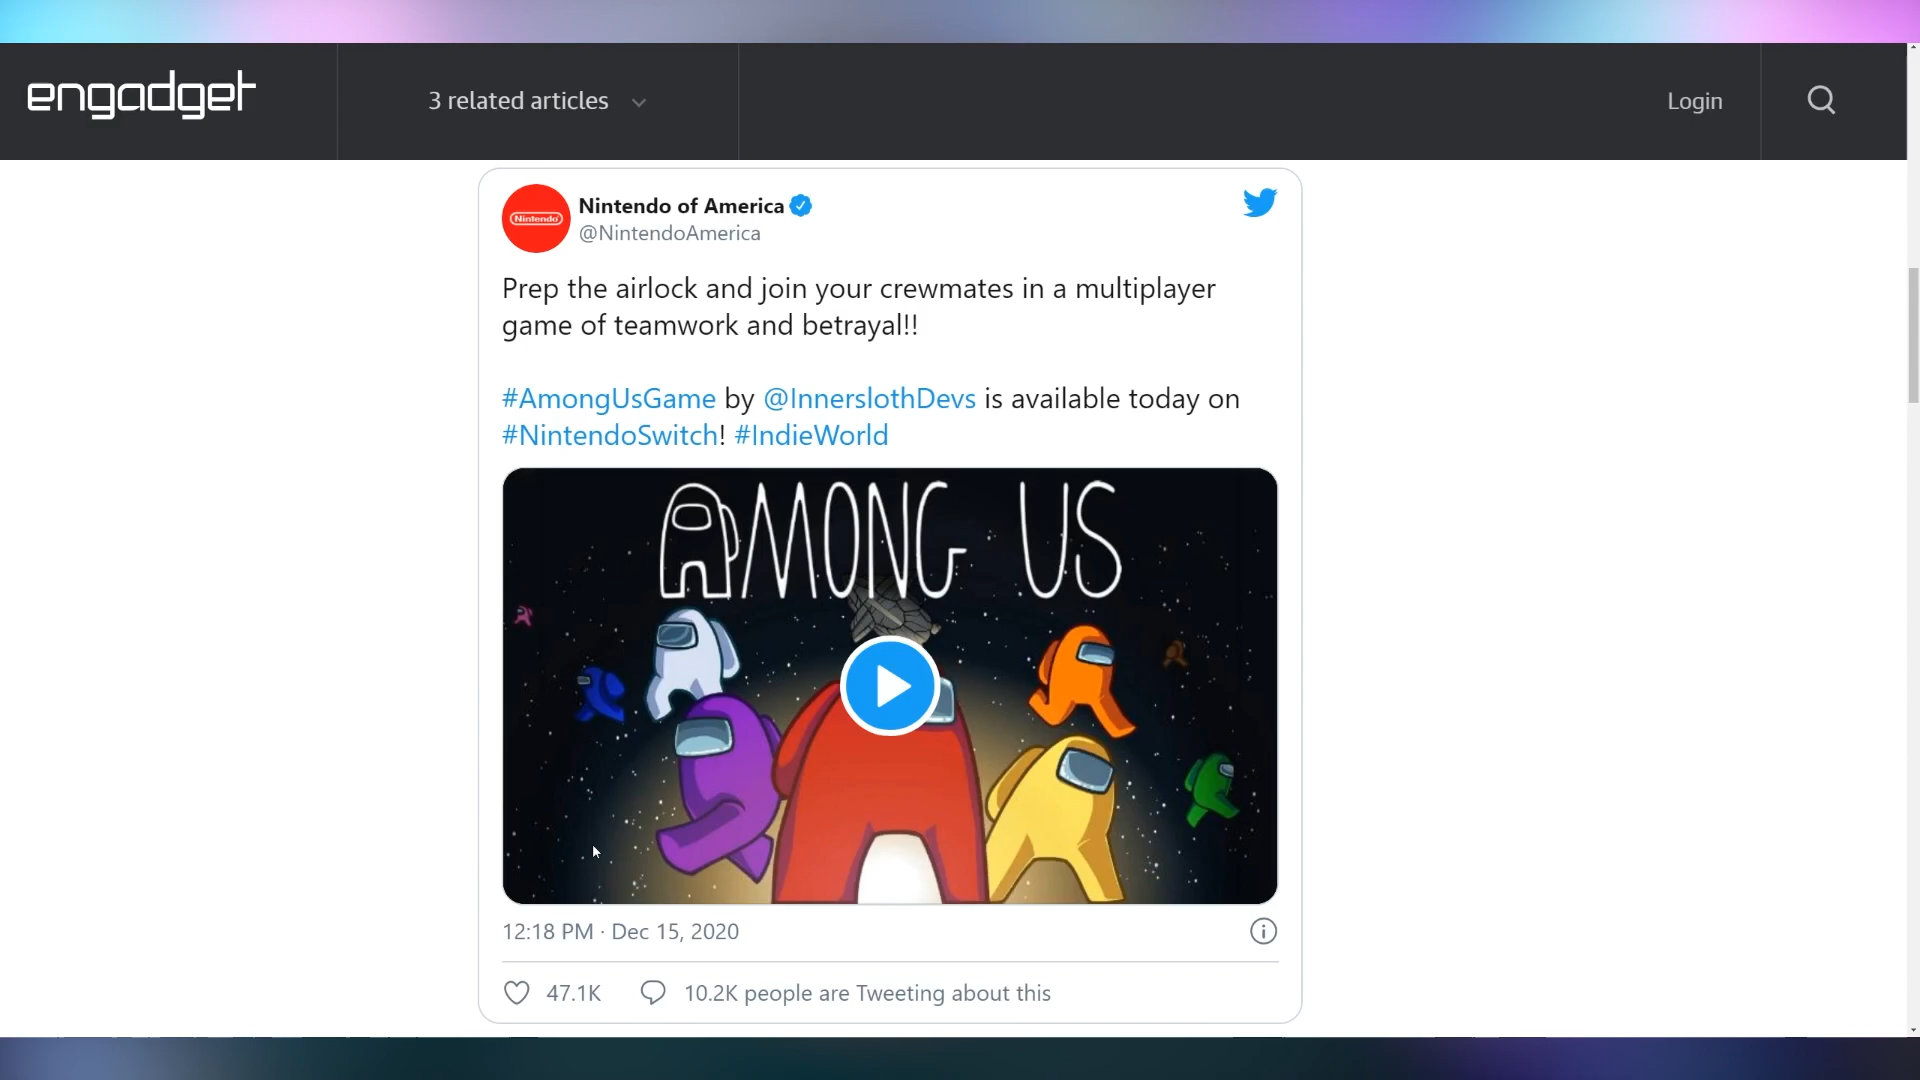 engadget
3 related articles
Login
Nintendo
Nintendo of America
@NintendoAmerica
Prep the airlock and join your crewmates in a multiplayer
game of teamwork and betrayal!!
#AmongUsGame by @InnerslothDevs is available today on
#NintendoSwitch! #IndieWorld
AMONG US
12:18 PM · Dec 15, 2020
47.1K
10.2K people are Tweeting about this